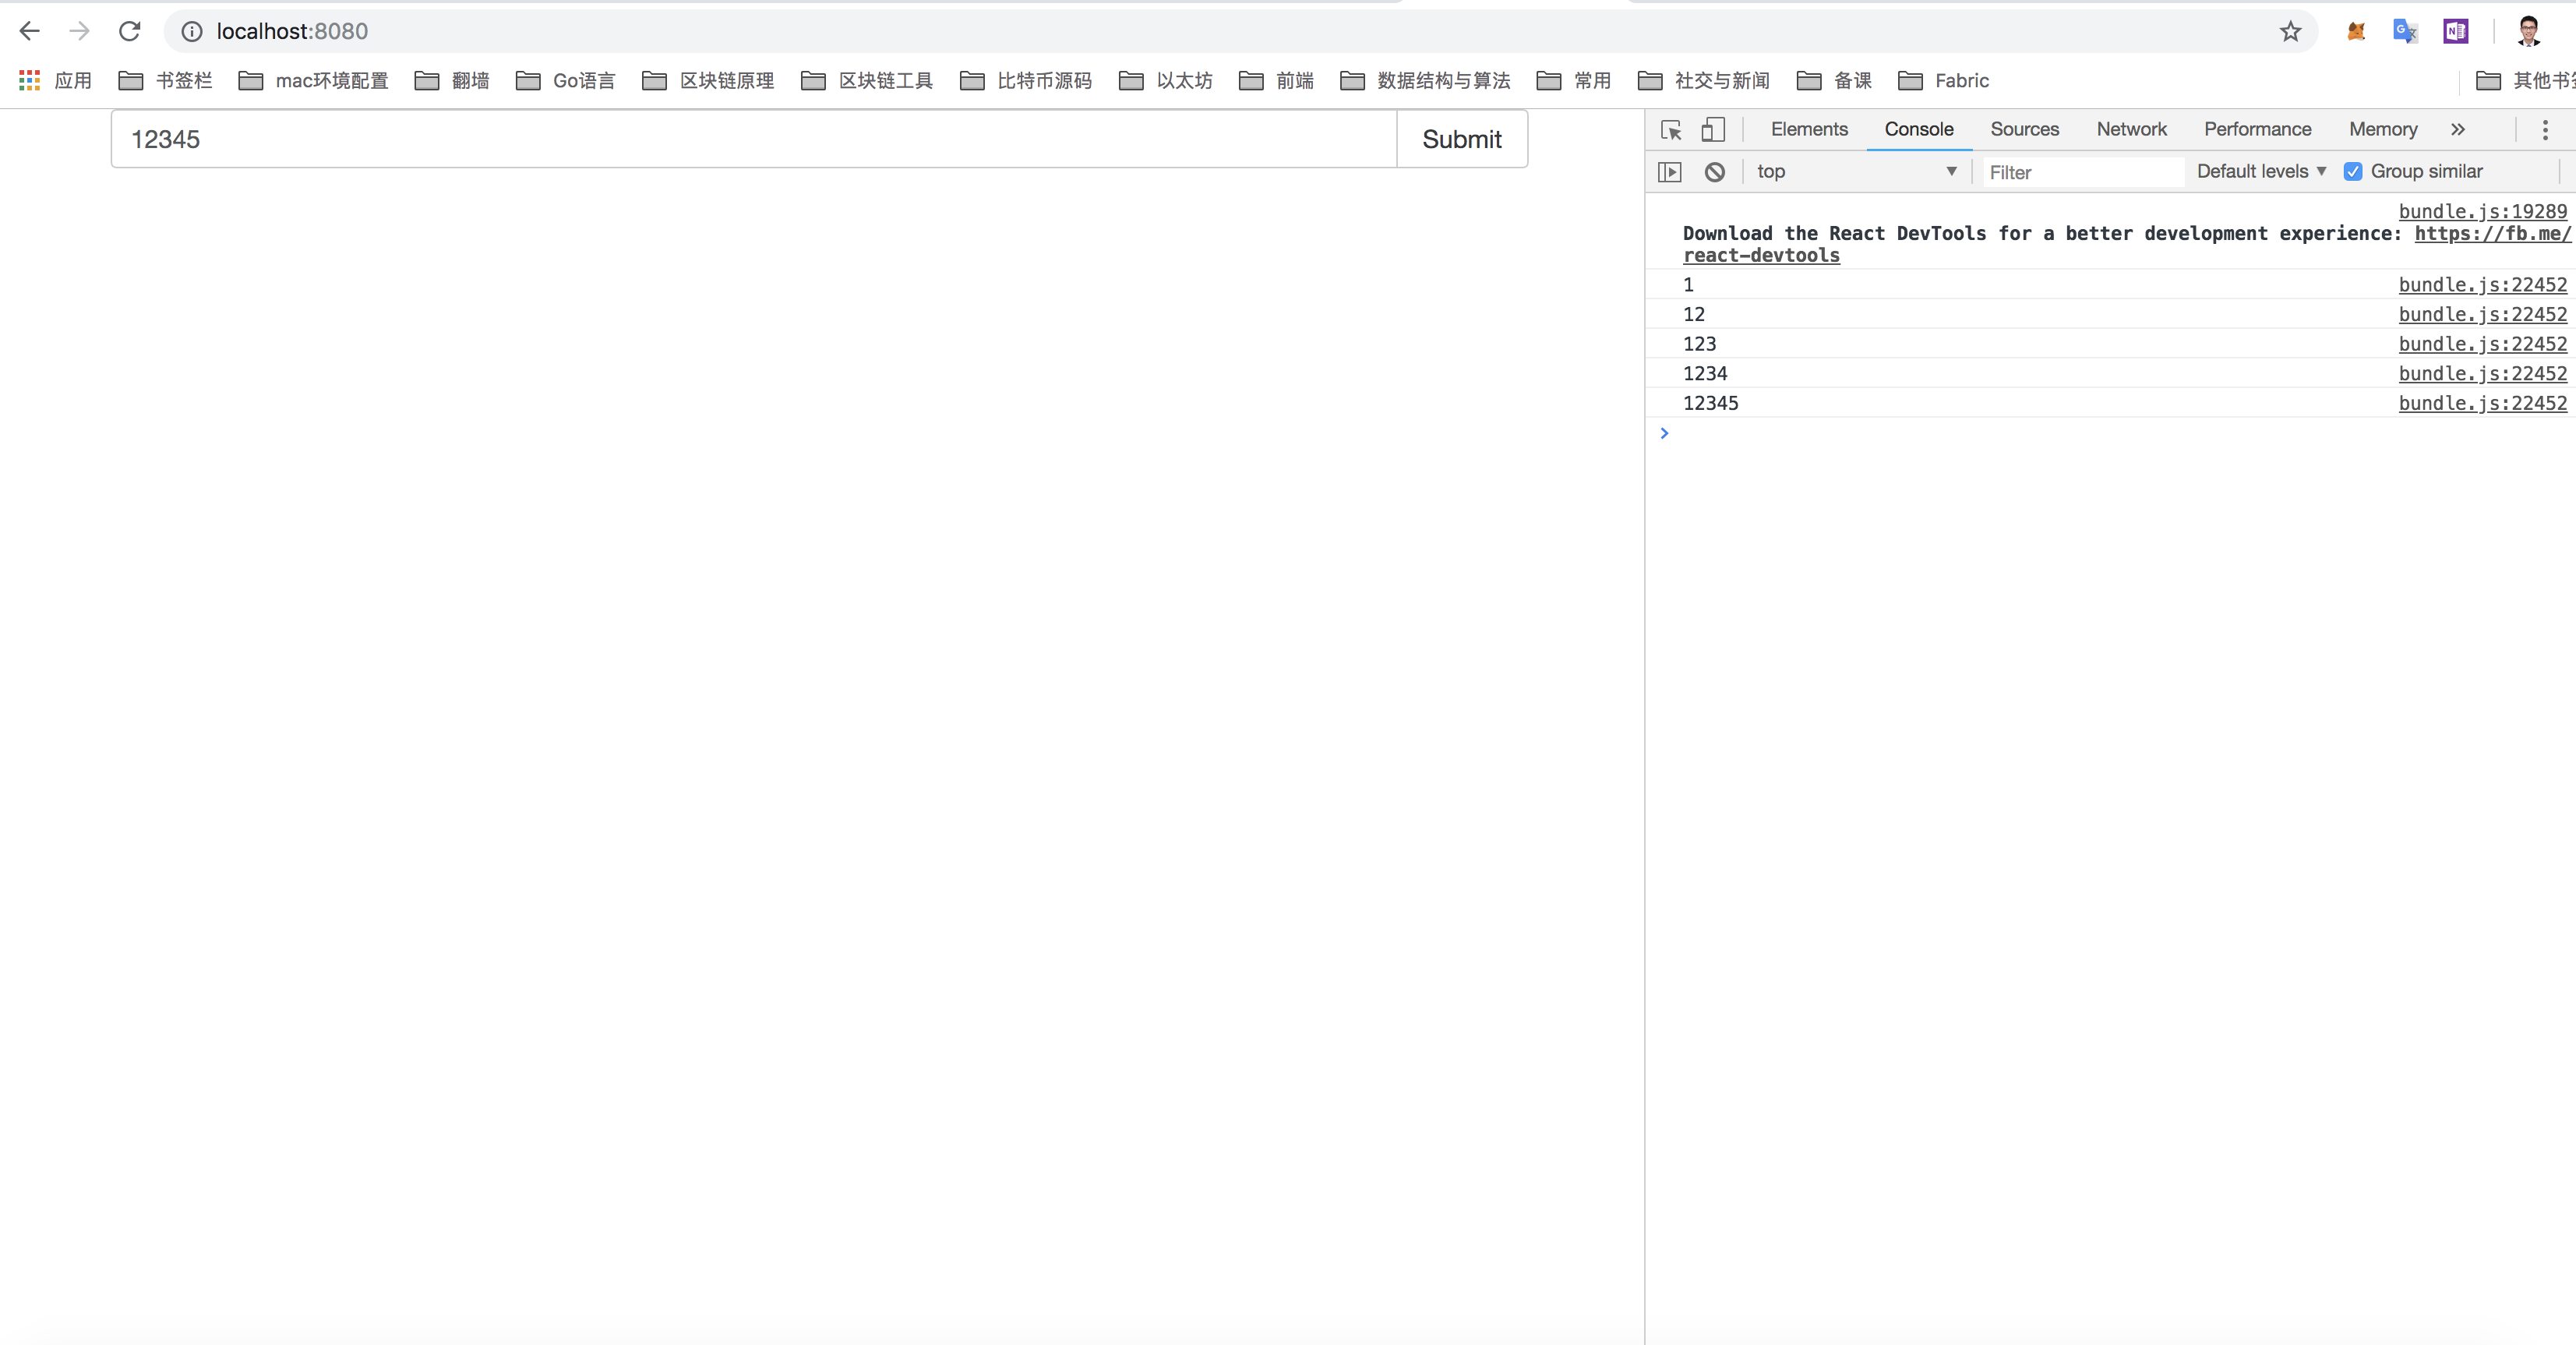 localhost:8080
应用 书签栏 mac环境配置 翻墙 Go语言 区块链原理 区块链工具 比特币源码 以太坊 前端 数据结构与算法 常用 社交与新闻 备课 Fabric 其他书
12345 Submit
Elements Console Sources Network Performance Memory »
top Filter Default levels Group similar
bundle.js:19289
Download the React DevTools for a better development experience: https://fb.me/
react-devtools
1 bundle.js:22452
12 bundle.js:22452
123 bundle.js:22452
1234 bundle.js:22452
12345 bundle.js:22452